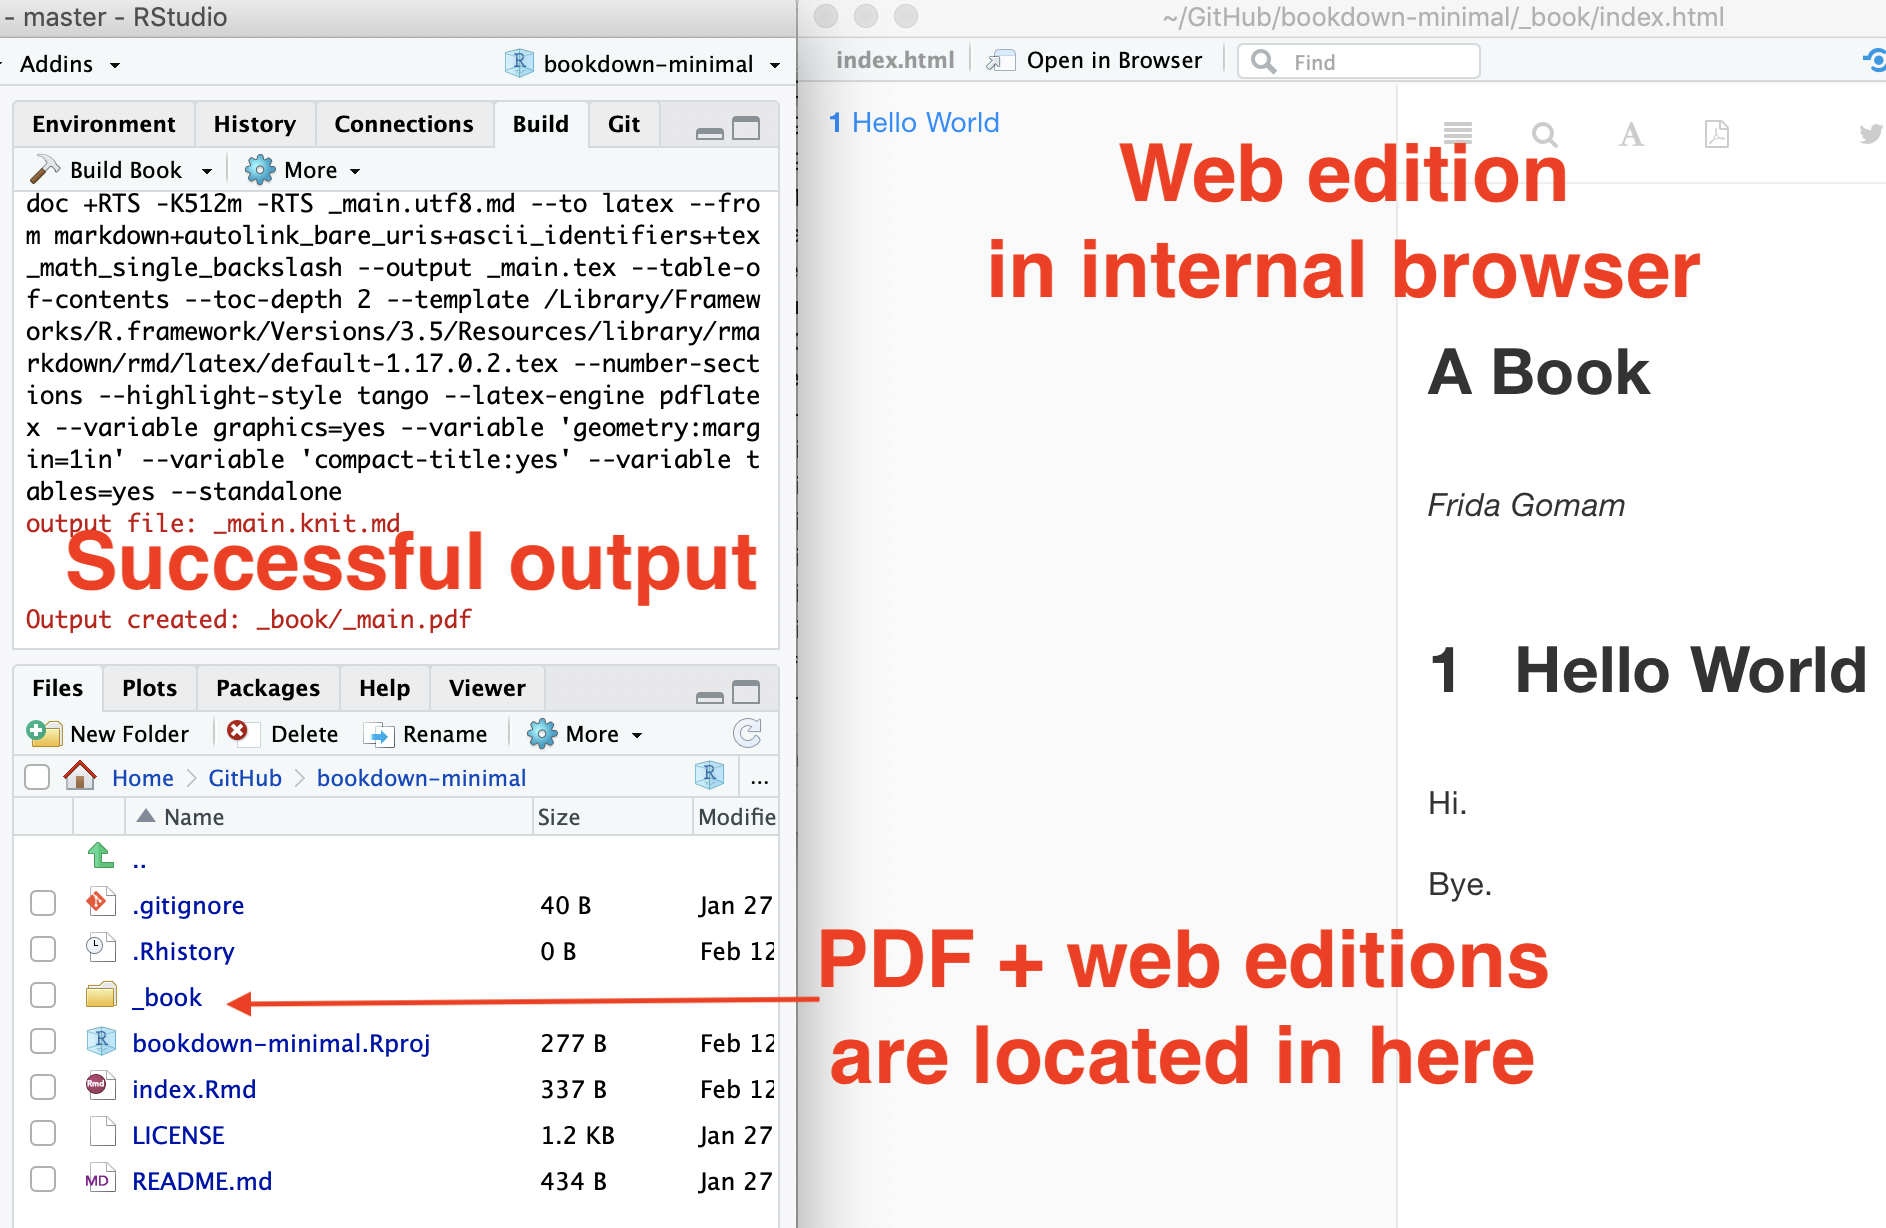 - master - RStudio
Addins
bookdown-minimal
Environment History Connections Build Git
Build Book More
doc +RTS -K512m -RTS _main.utf8.md --to latex --fro
m markdown+autolink_bare_uris+ascii_identifiers+tex
_math_single_backslash --output _main.tex --table-o
f-contents --toc-depth 2 --template /Library/Framew
orks/R.framework/Versions/3.5/Resources/library/rma
rkdown/rmd/latex/default-1.17.0.2.tex --number-sect
ions --highlight-style tango --latex-engine pdflate
x --variable graphics=yes --variable 'geometry:marg
in=1in' --variable 'compact-title:yes' --variable t
ables=yes --standalone
output file: _main.knit.md
Successful output
Output created: _book/_main.pdf
Files Plots Packages Help Viewer
New Folder Delete Rename More
Home GitHub bookdown-minimal R ...
Name Size Modifie
..
.gitignore 40 B Jan 27
.Rhistory 0 B Feb 12
_book
bookdown-minimal.Rproj 277 B Feb 12
index.Rmd 337 B Feb 12
LICENSE 1.2 KB Jan 27
MD README.md 434 B Jan 27
~/GitHub/bookdown-minimal/_book/index.html
index.html Open in Browser Find
1 Hello World
A
Web edition
in internal browser
A Book
Frida Gomam
1 Hello World
Hi.
Bye.
PDF + web editions
are located in here